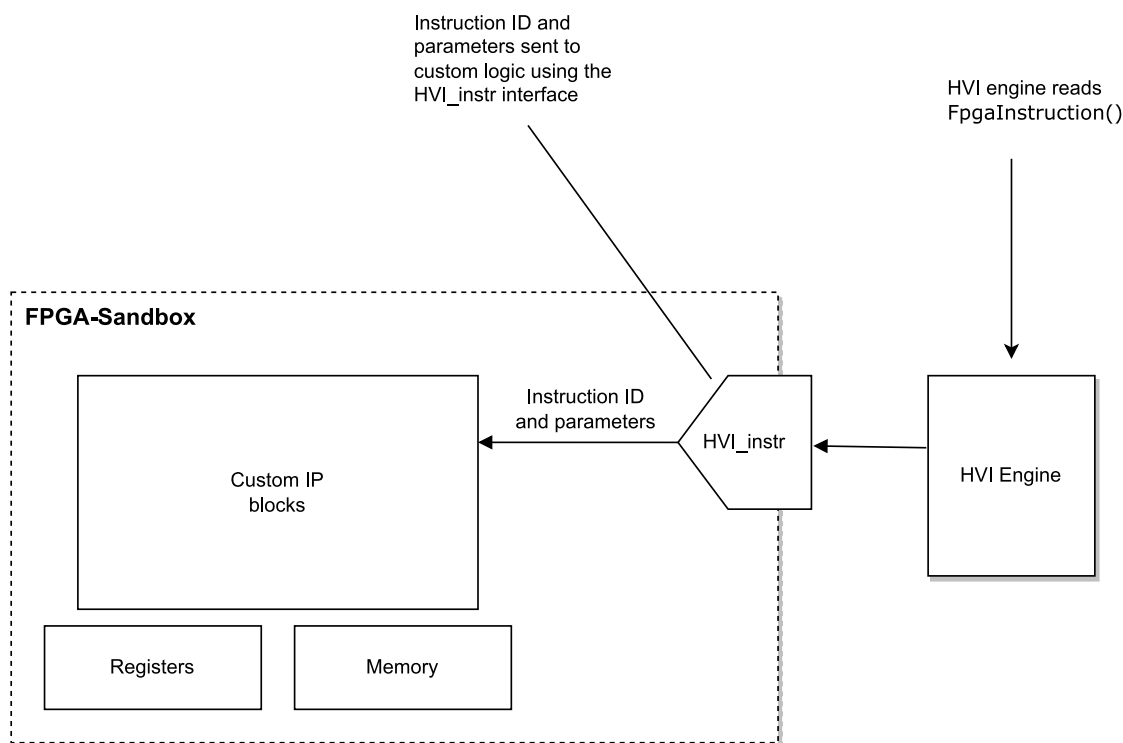 Instruction ID and
parameters sent to
custom logic using the
HVI_instr interface
HVI engine reads
FpgaInstruction()
FPGA-Sandbox
Instruction ID
and parameters
HVI_instr
HVI Engine
Custom IP
blocks
Registers
Memory